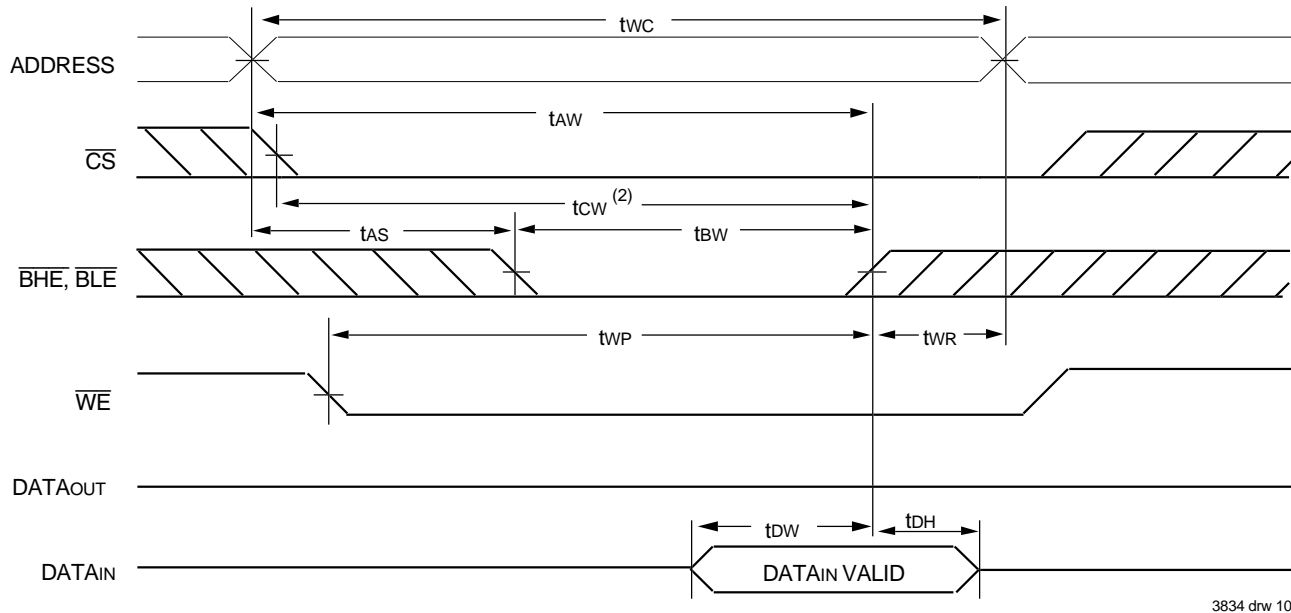 tWC
ADDRESS
tAW
CS
tCW (2)
tAS
tBW
BHE, BLE
tWP
tWR
WE
DATAOUT
tDW
tDH
DATAIN
DATAIN VALID
3834 drw 10